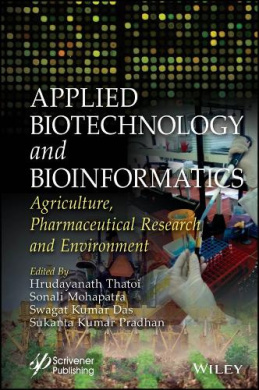 APPLIED
BIOTECHNOLOGY
and
BIOINFORMATICS
Agriculture,
Pharmaceutical Research
and Environment
Edited By
Hrudayanath Thatoi
Sonali Mohapatra
Swagat Kumar Das
Sukanta Kumar Pradhan
Scrivener
Publishing
WILEY